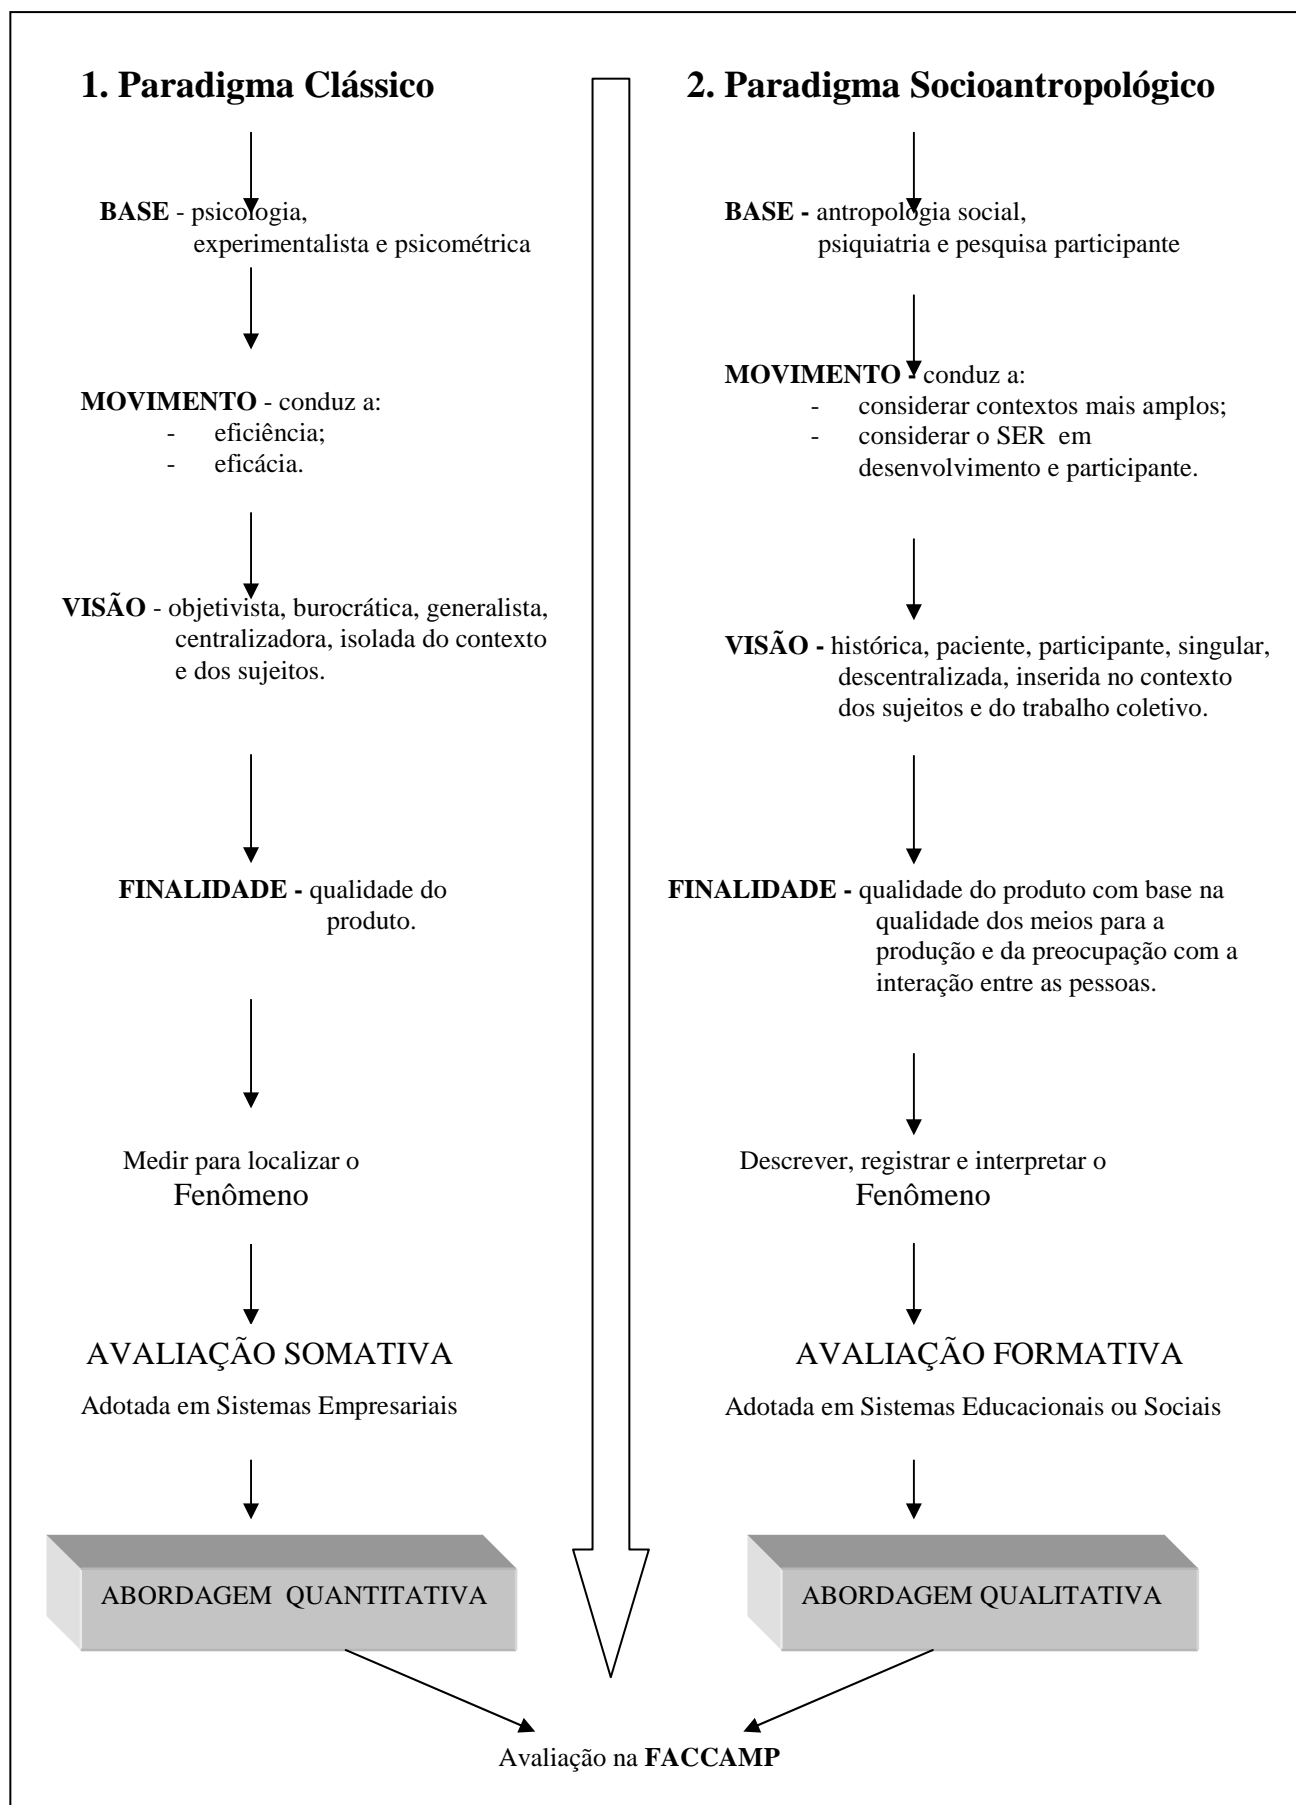 1. Paradigma Clássico
BASE - psicologia,
experimentalista e psicométrica
MOVIMENTO - conduz a:
- eficiência;
- eficácia.
VISÃO - objetivista, burocrática, generalista,
centralizadora, isolada do contexto
e dos sujeitos.
FINALIDADE - qualidade do
produto.
Medir para localizar o
Fenômeno
AVALIAÇÃO SOMATIVA
Adotada em Sistemas Empresariais
ABORDAGEM QUANTITATIVA
2. Paradigma Socioantropológico
BASE - antropologia social,
psiquiatria e pesquisa participante
MOVIMENTO - conduz a:
- considerar contextos mais amplos;
- considerar o SER em
desenvolvimento e participante.
VISÃO - histórica, paciente, participante, singular,
descentralizada, inserida no contexto
dos sujeitos e do trabalho coletivo.
FINALIDADE - qualidade do produto com base na
qualidade dos meios para a
produção e da preocupação com a
interação entre as pessoas.
Descrever, registrar e interpretar o
Fenômeno
AVALIAÇÃO FORMATIVA
Adotada em Sistemas Educacionais ou Sociais
ABORDAGEM QUALITATIVA
Avaliação na FACCAMP